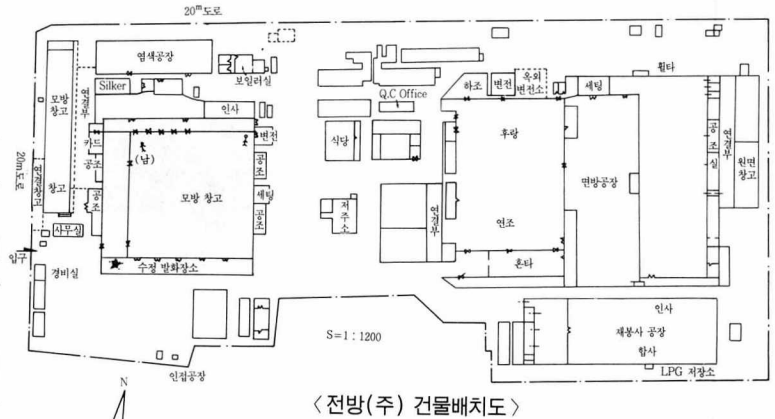 20m도로
염색공장
Silker
보일러실
인사
모방
창고
연결부
카드
공조
(남)
변전
공조
세팅
공조
모방 창고
20m도로
연결창고
창고
공조
사무실
입구
경비실
수정 발화장소
인접공장
N
S=1:1200
Q.C Office
식당
저
주
소
하조
변전
옥외
변전소
세팅
휠타
후랑
연조
혼타
연결부
면방공장
공조실
연결부
원면
창고
인사
재봉사 공장
합사
LPG 저장소
<전방(주) 건물배치도>